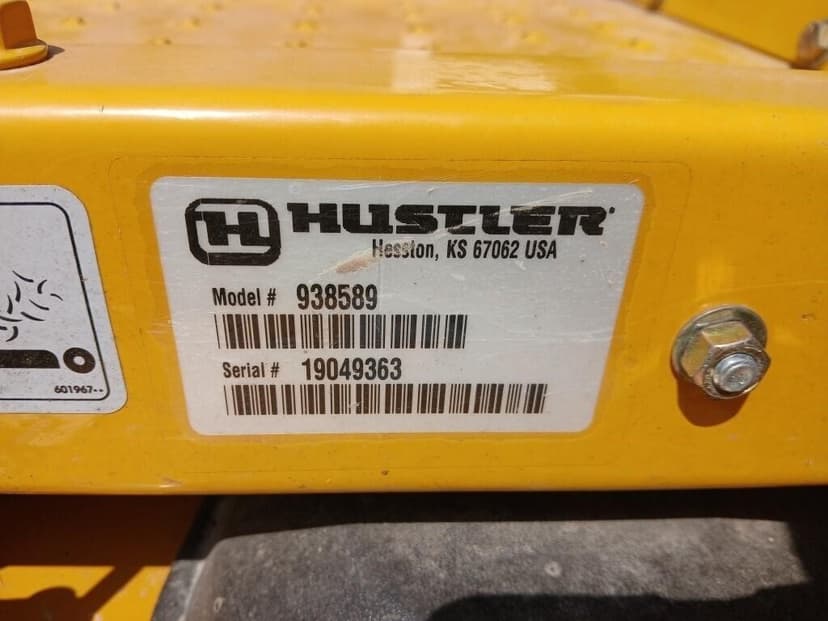 H HUSTLER
Hesston, KS 67062 USA
Model # 938589
Serial # 19049363
601967--